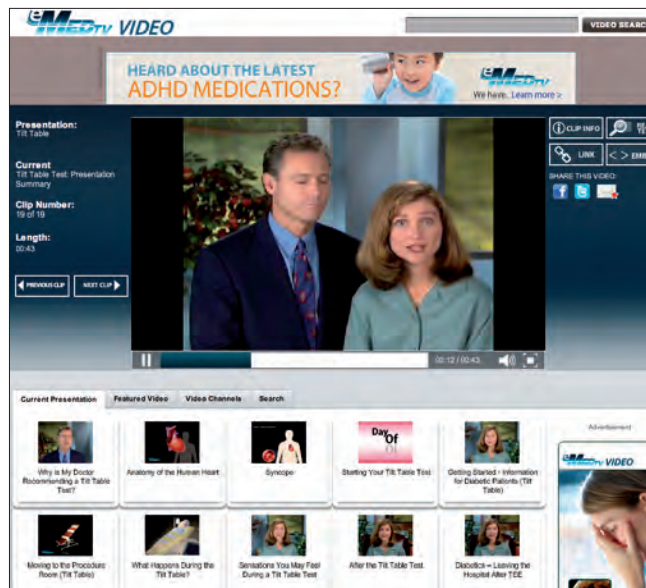 eMEDTV VIDEO
VIDEO SEARC
HEARD ABOUT THE LATEST
ADHD MEDICATIONS?
eMEDTV
We have. Learn more >
Presentation:
Tilt Table
Current
Tilt Table Test: Presentation
Summary
Clip Number:
19 of 19
Length:
00:43
PREVIOUS CLIP
NEXT CLIP
CLIP INFO
LINK
< > EMB
SHARE THIS VIDEO:
00:12 / 00:43
Current Presentation
Featured Video
Video Channels
Search
Why is My Doctor
Recommending a Tilt Table
Test?
Anatomy of the Human Heart
Syncope
Day
Of
Starting Your Tilt Table Test
Getting Started - Information
for Diabetic Patients (Tilt
Table)
Advertisement
eMEDTV VIDEO
Moving to the Procedure
Room (Tilt Table)
What Happens During the
Tilt Table?
Sensations You May Feel
During a Tilt Table Test
After the Tilt Table Test
Diabetics – Leaving the
Hospital After TEE